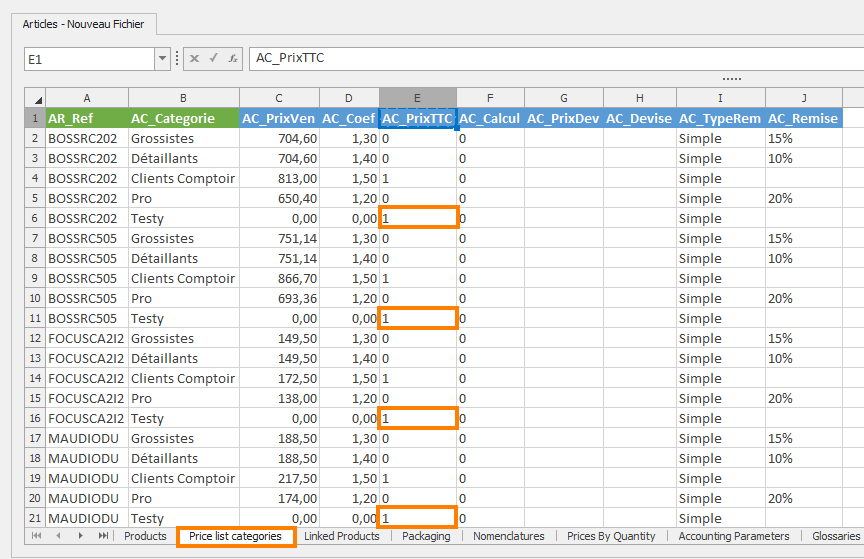 Articles - Nouveau Fichier
E1 AC_PrixTTC
A B C D E F G H I J
1 AR_Ref AC_Categorie AC_PrixVen AC_Coef AC_PrixTTC AC_Calcul AC_PrixDev AC_Devise AC_TypeRem AC_Remise
2 BOSSRC202 Grossistes 704,60 1,30 0 0 Simple 15%
3 BOSSRC202 Détaillants 704,60 1,40 0 0 Simple 10%
4 BOSSRC202 Clients Comptoir 813,00 1,50 1 0 Simple
5 BOSSRC202 Pro 650,40 1,20 0 0 Simple 20%
6 BOSSRC202 Testy 0,00 0,00 1 0 Simple
7 BOSSRC505 Grossistes 751,14 1,30 0 0 Simple 15%
8 BOSSRC505 Détaillants 751,14 1,40 0 0 Simple 10%
9 BOSSRC505 Clients Comptoir 866,70 1,50 1 0 Simple
10 BOSSRC505 Pro 693,36 1,20 0 0 Simple 20%
11 BOSSRC505 Testy 0,00 0,00 1 0 Simple
12 FOCUSCA2I2 Grossistes 149,50 1,30 0 0 Simple 15%
13 FOCUSCA2I2 Détaillants 149,50 1,40 0 0 Simple 10%
14 FOCUSCA2I2 Clients Comptoir 172,50 1,50 1 0 Simple
15 FOCUSCA2I2 Pro 138,00 1,20 0 0 Simple 20%
16 FOCUSCA2I2 Testy 0,00 0,00 1 0 Simple
17 MAUDIODU Grossistes 188,50 1,30 0 0 Simple 15%
18 MAUDIODU Détaillants 188,50 1,40 0 0 Simple 10%
19 MAUDIODU Clients Comptoir 217,50 1,50 1 0 Simple
20 MAUDIODU Pro 174,00 1,20 0 0 Simple 20%
21 MAUDIODU Testy 0,00 0,00 1 0 Simple
Products Price list categories Linked Products Packaging Nomenclatures Prices By Quantity Accounting Parameters Glossaries